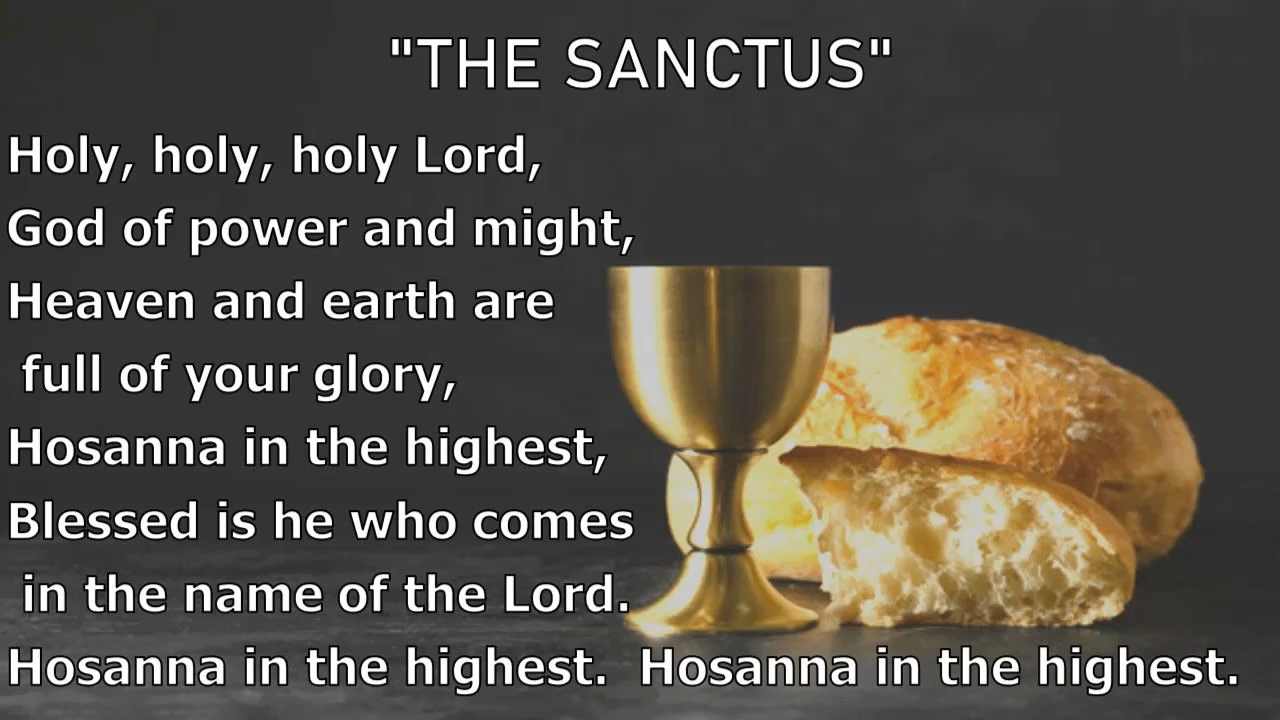 "THE SANCTUS"
Holy, holy, holy Lord,
God of power and might,
Heaven and earth are
full of your glory,
Hosanna in the highest,
Blessed is he who comes
in the name of the Lord.
Hosanna in the highest.  Hosanna in the highest.